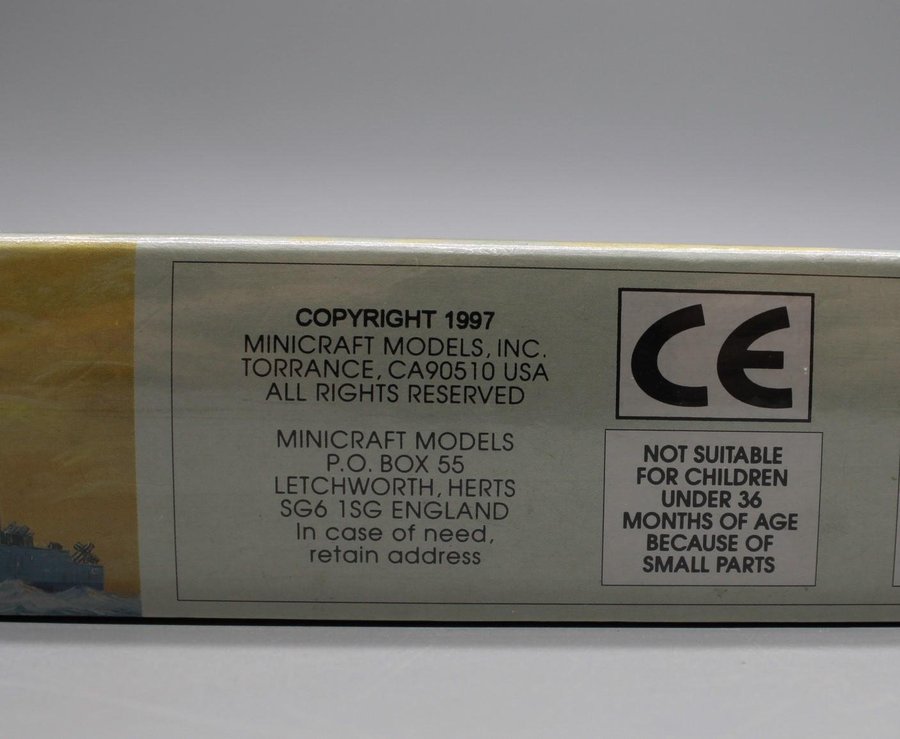 COPYRIGHT 1997
MINICRAFT MODELS, INC.
TORRANCE, CA90510 USA
ALL RIGHTS RESERVED
MINICRAFT MODELS
P.O. BOX 55
LETCHWORTH, HERTS
SG6 1SG ENGLAND
In case of need,
retain address
CE
NOT SUITABLE
FOR CHILDREN
UNDER 36
MONTHS OF AGE
BECAUSE OF
SMALL PARTS